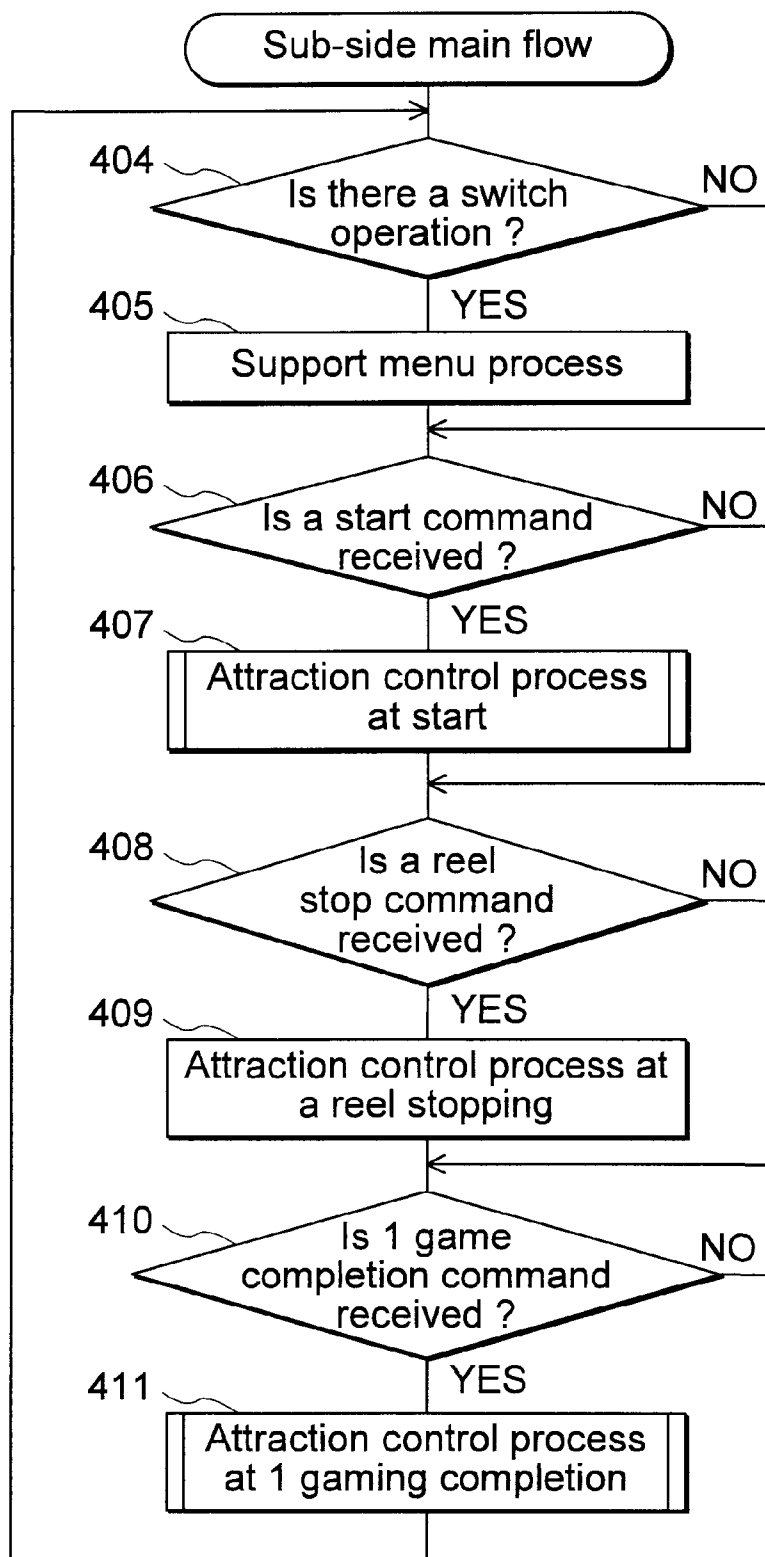 Sub-side main flow
404
Is there a switch
operation ?
NO
YES
405
Support menu process
406
Is a start command
received ?
NO
YES
407
Attraction control process
at start
408
Is a reel
stop command
received ?
NO
YES
409
Attraction control process at
a reel stopping
410
Is 1 game
completion command
received ?
NO
YES
411
Attraction control process
at 1 gaming completion